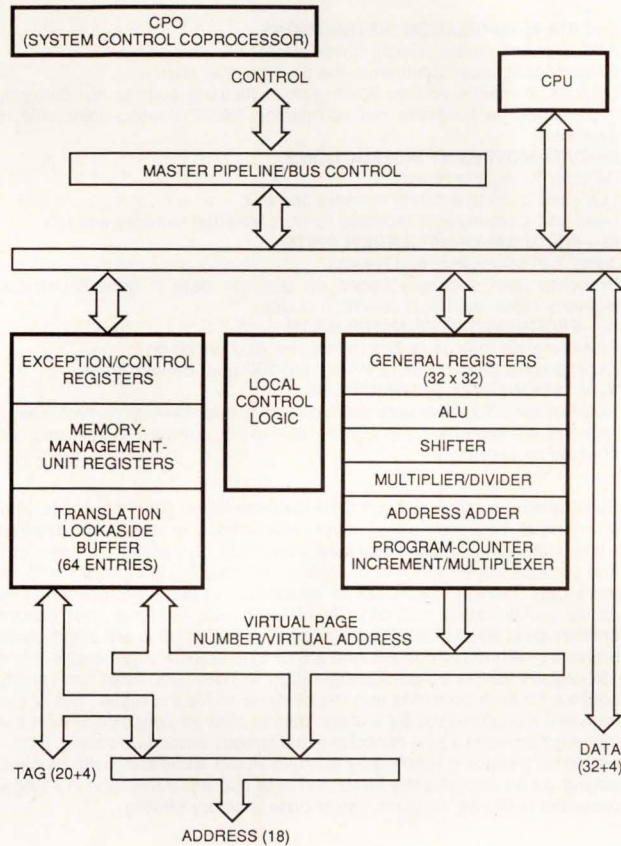 CPO
(SYSTEM CONTROL COPROCESSOR)
CONTROL
CPU
MASTER PIPELINE/BUS CONTROL
EXCEPTION/CONTROL
REGISTERS
MEMORY-
MANAGEMENT-
UNIT REGISTERS
TRANSLATION
LOOKASIDE
BUFFER
(64 ENTRIES)
LOCAL
CONTROL
LOGIC
GENERAL REGISTERS
(32 x 32)
ALU
SHIFTER
MULTIPLIER/DIVIDER
ADDRESS ADDER
PROGRAM-COUNTER
INCREMENT/MULTIPLEXER
VIRTUAL PAGE
NUMBER/VIRTUAL ADDRESS
TAG (20+4)
DATA
(32+4)
ADDRESS (18)